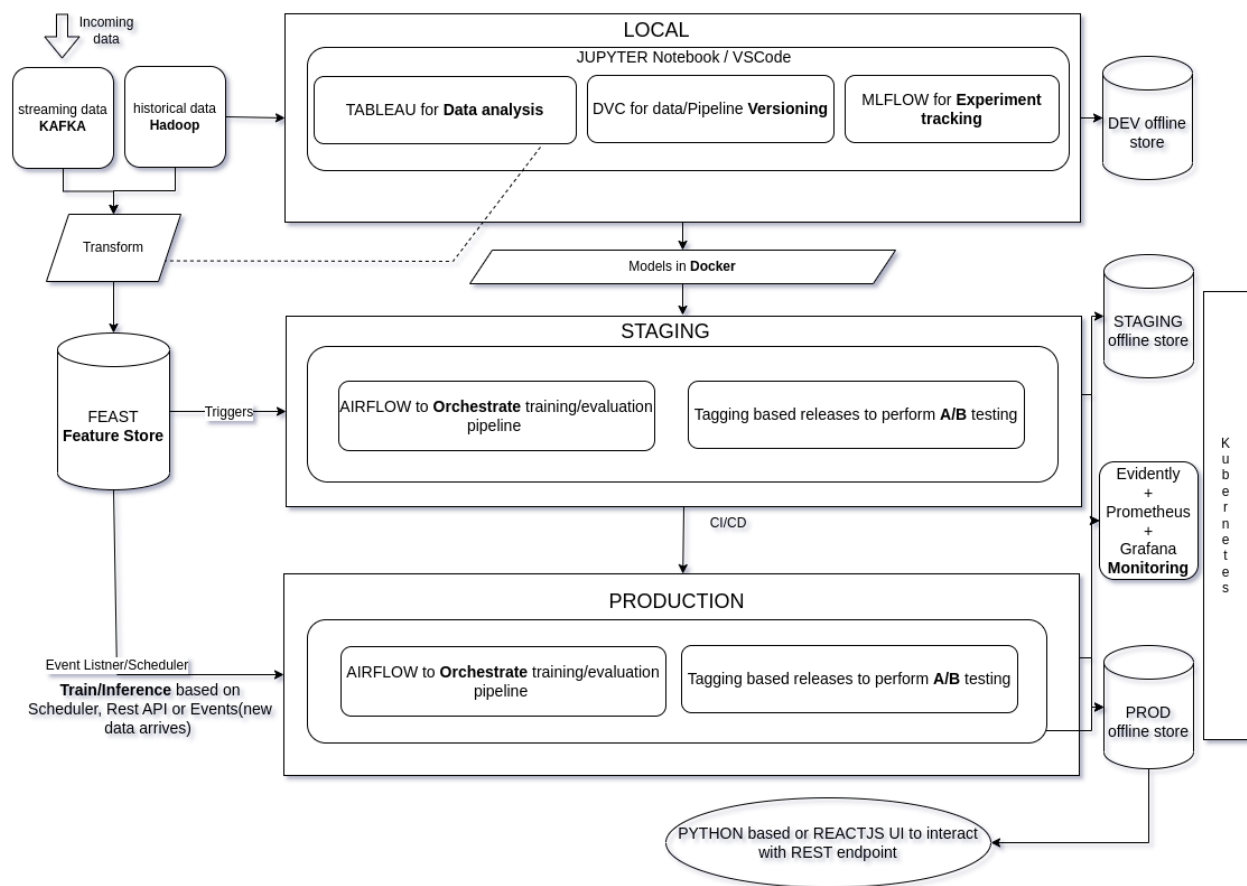 Incoming
data
streaming data
KAFKA
historical data
Hadoop
LOCAL
JUPYTER Notebook / VSCode
TABLEAU for Data analysis
DVC for data/Pipeline Versioning
MLFLOW for Experiment
tracking
DEV offline
store
Transform
Models in Docker
STAGING
offline store
STAGING
AIRFLOW to Orchestrate training/evaluation
pipeline
Tagging based releases to perform A/B testing
FEAST
Feature Store
Triggers
Evidently
+
Prometheus
+
Grafana
Monitoring
K
u
b
e
r
n
e
t
e
s
CI/CD
PRODUCTION
AIRFLOW to Orchestrate training/evaluation
pipeline
Tagging based releases to perform A/B testing
Event Listner/Scheduler
Train/Inference based on
Scheduler, Rest API or Events(new
data arrives)
PROD
offline store
PYTHON based or REACTJS UI to interact
with REST endpoint